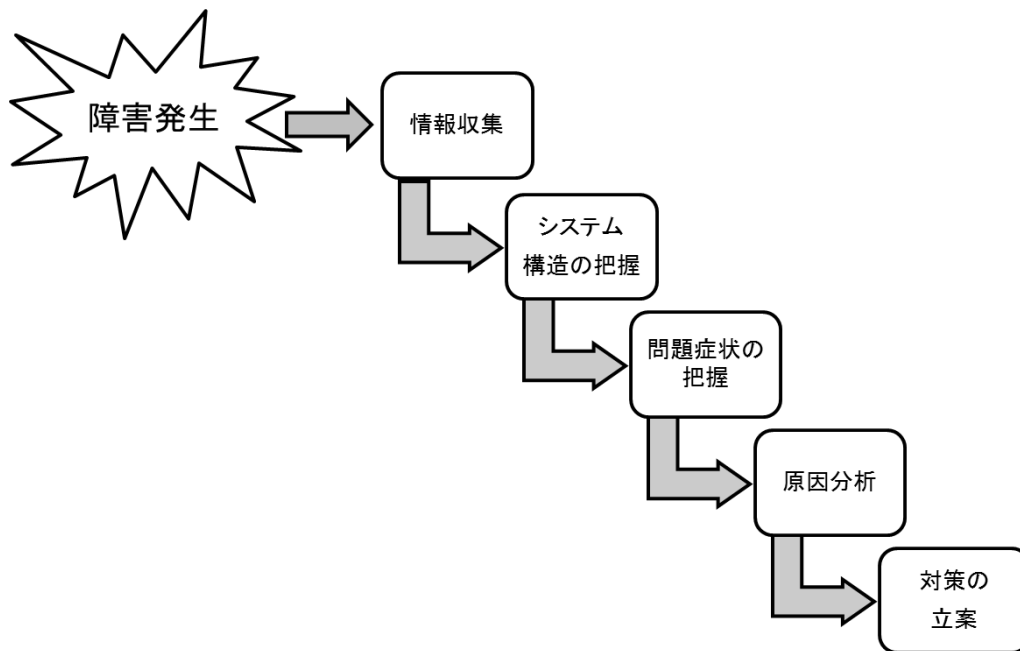 障害発生
情報収集
システム
構造の把握
問題症状の
把握
原因分析
対策の
立案